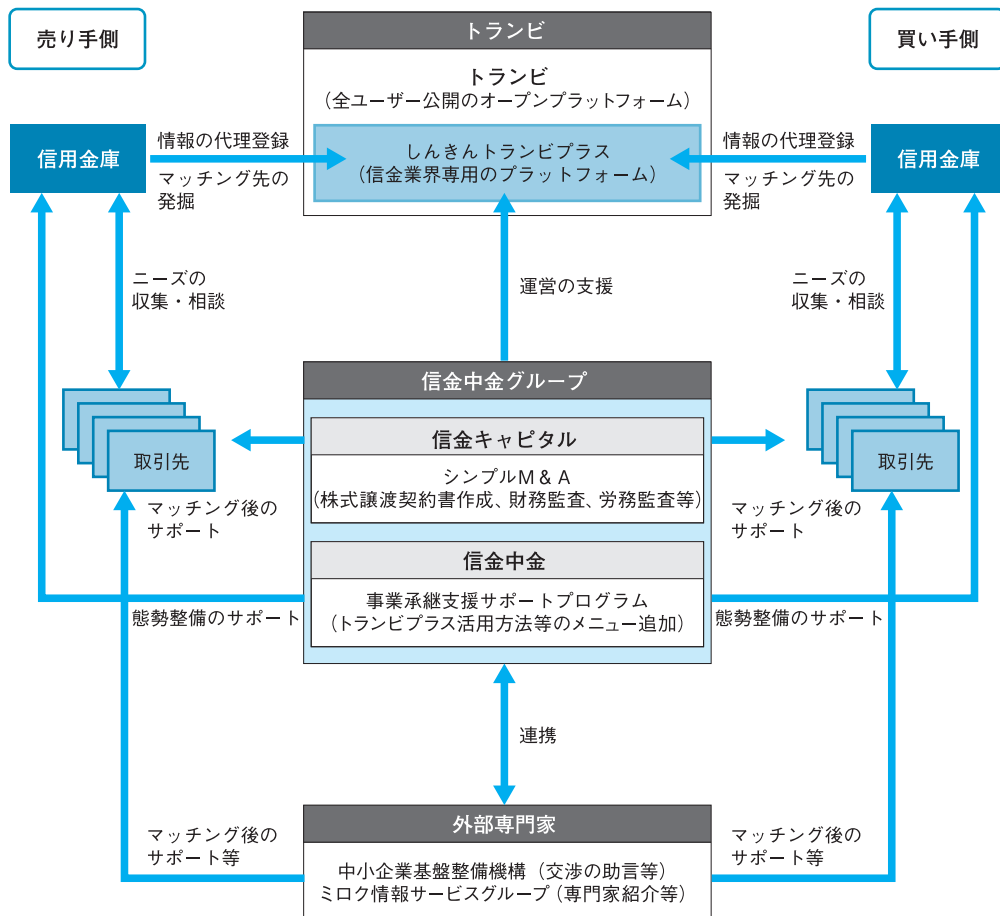 売り手側
トランビ
買い手側
トランビ
(全ユーザー公開のオープンプラットフォーム)
信用金庫
情報の代理登録
マッチング先の
発掘
しんきんトランビプラス
(信金業界専用のプラットフォーム)
情報の代理登録
マッチング先の
発掘
信用金庫
ニーズの
収集・相談
運営の支援
ニーズの
収集・相談
信金中金グループ
取引先
信金キャピタル
シンプルM&A
(株式譲渡契約書作成、財務監査、労務監査等)
取引先
マッチング後の
サポート
マッチング後の
サポート
信金中金
事業承継支援サポートプログラム
(トランビプラス活用方法等のメニュー追加)
態勢整備のサポート
態勢整備のサポート
連携
外部専門家
マッチング後の
サポート等
中小企業基盤整備機構(交渉の助言等)
ミロク情報サービスグループ(専門家紹介等)
マッチング後の
サポート等